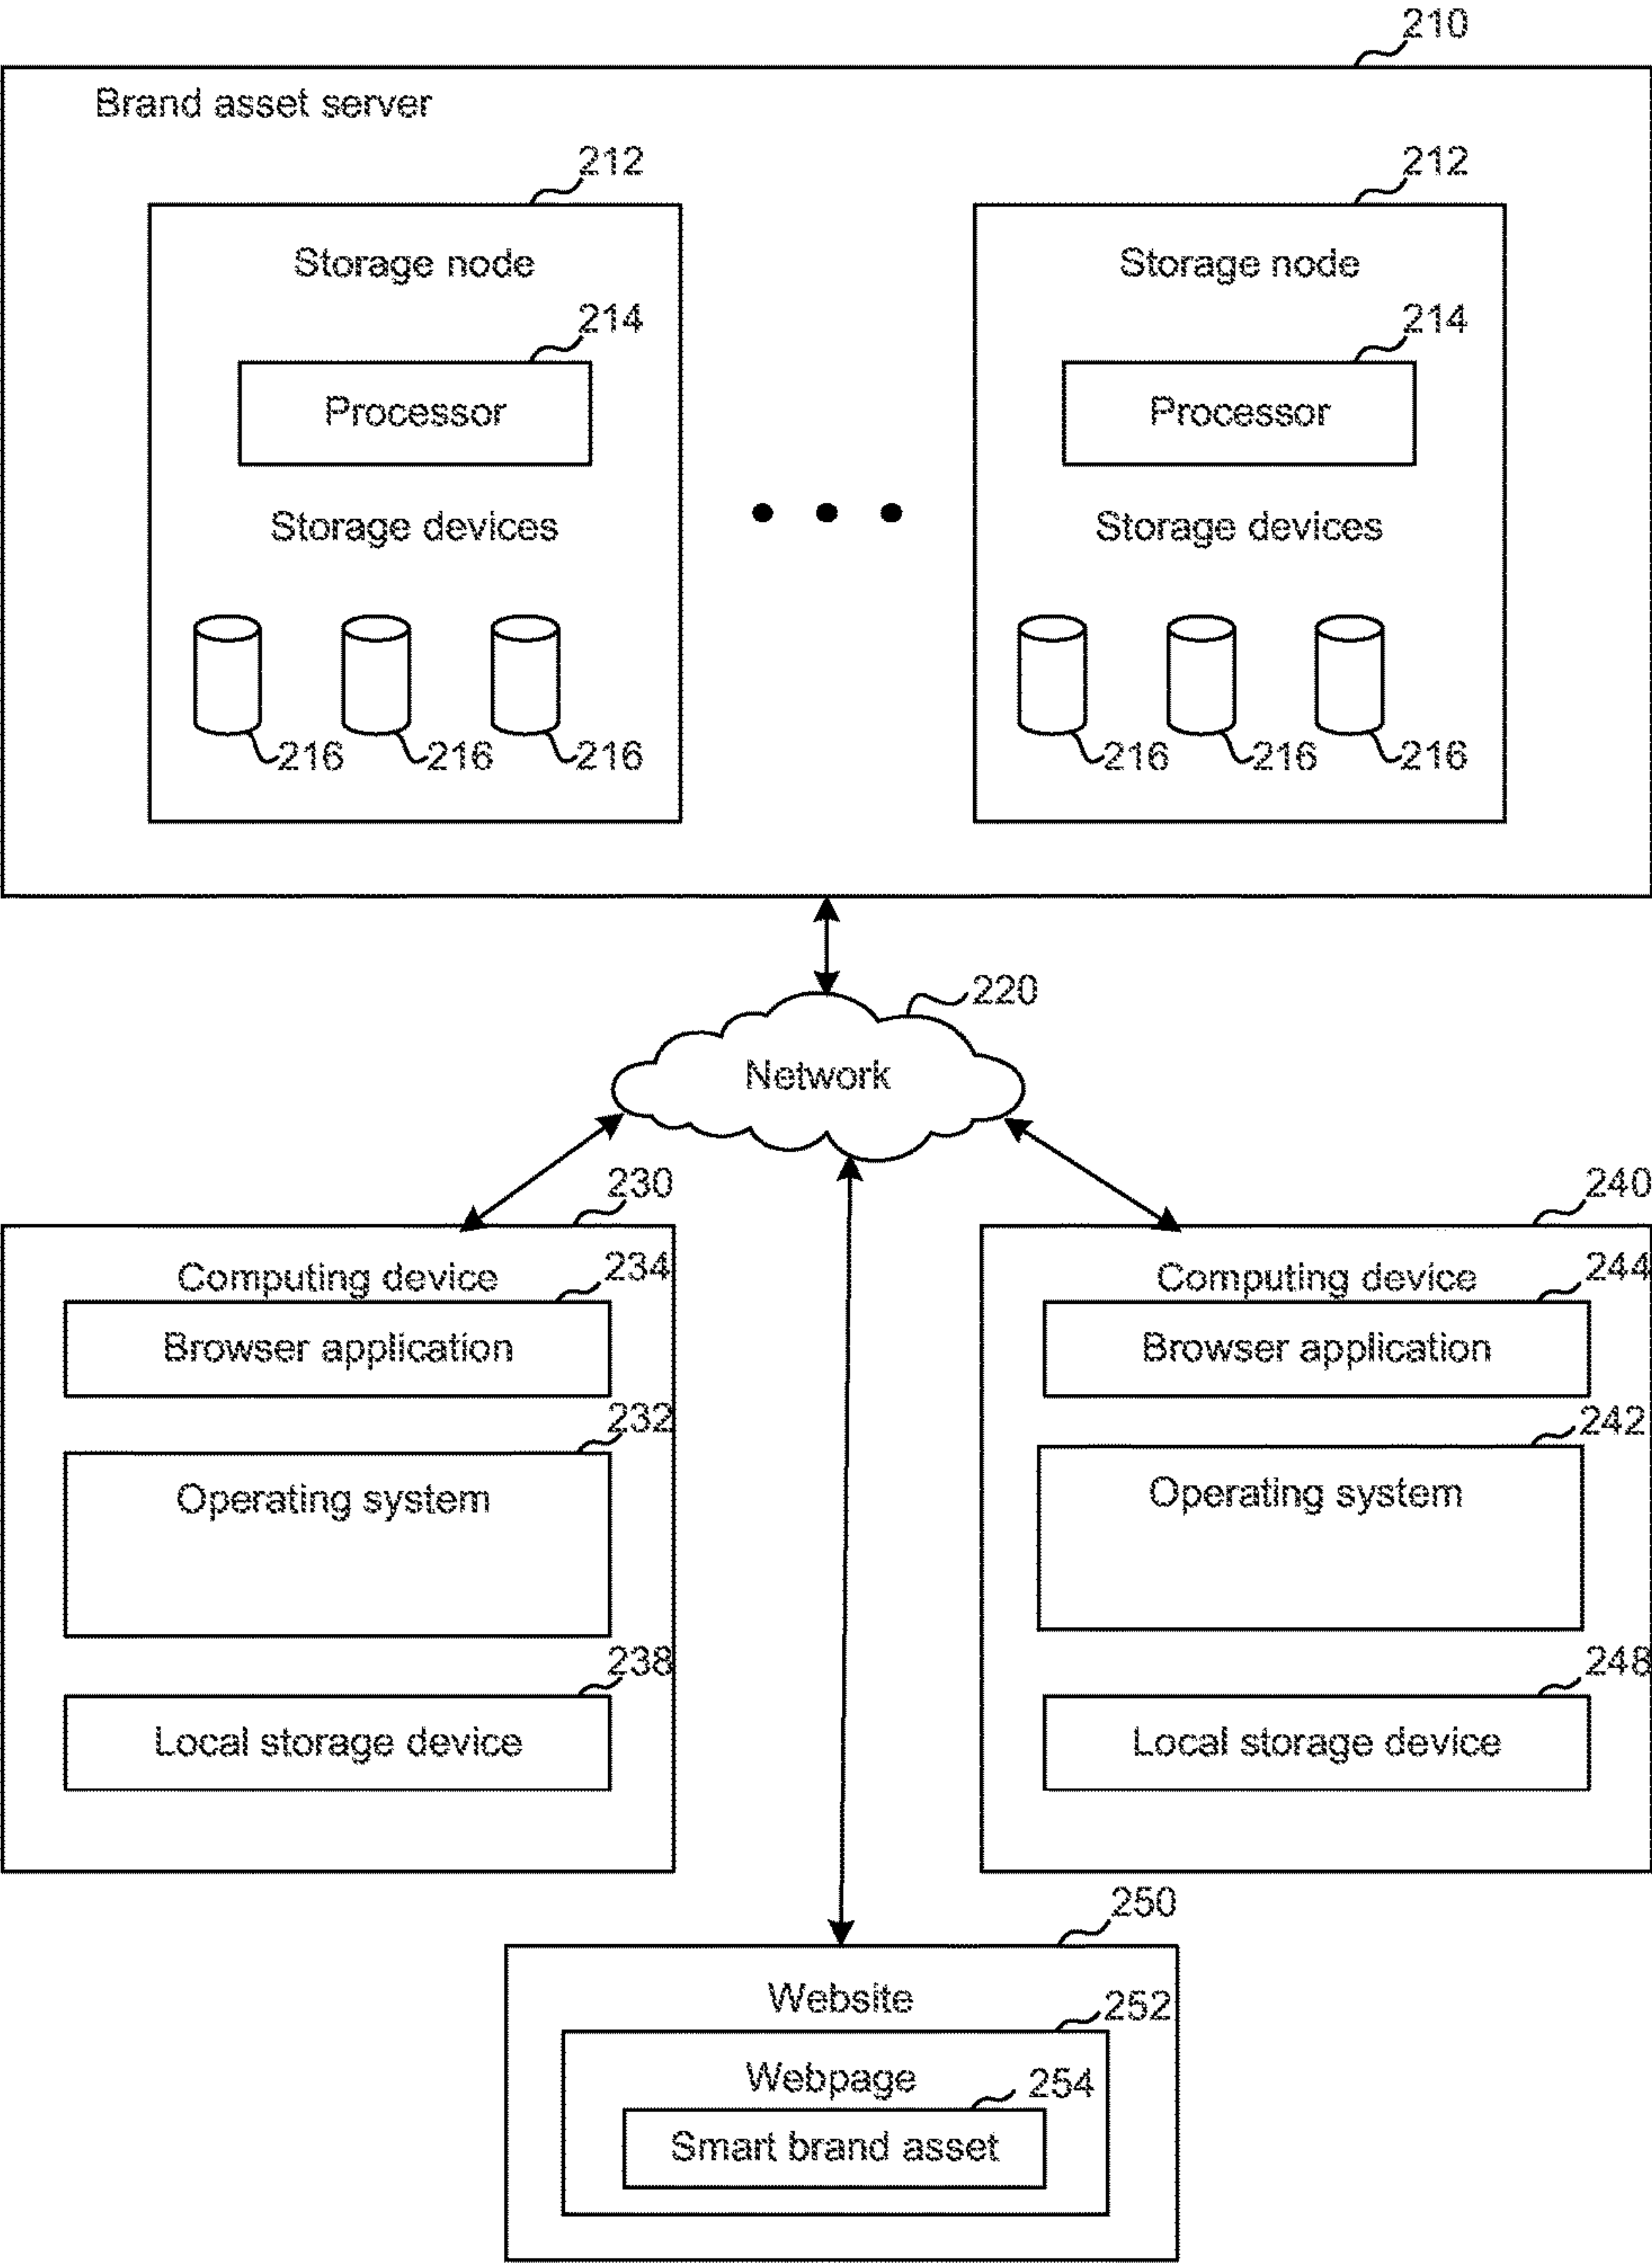 210
Brand asset server
212 212
Storage node Storage node
214 214
Processor Processor
Storage devices Storage devices
216 216 216 216 216 216
220
Network
230 240
Computing device 234 Computing device 244
Browser application Browser application
232 242
Operating system Operating system
238 248
Local storage device Local storage device
250
Website
252
Webpage 254
Smart brand asset